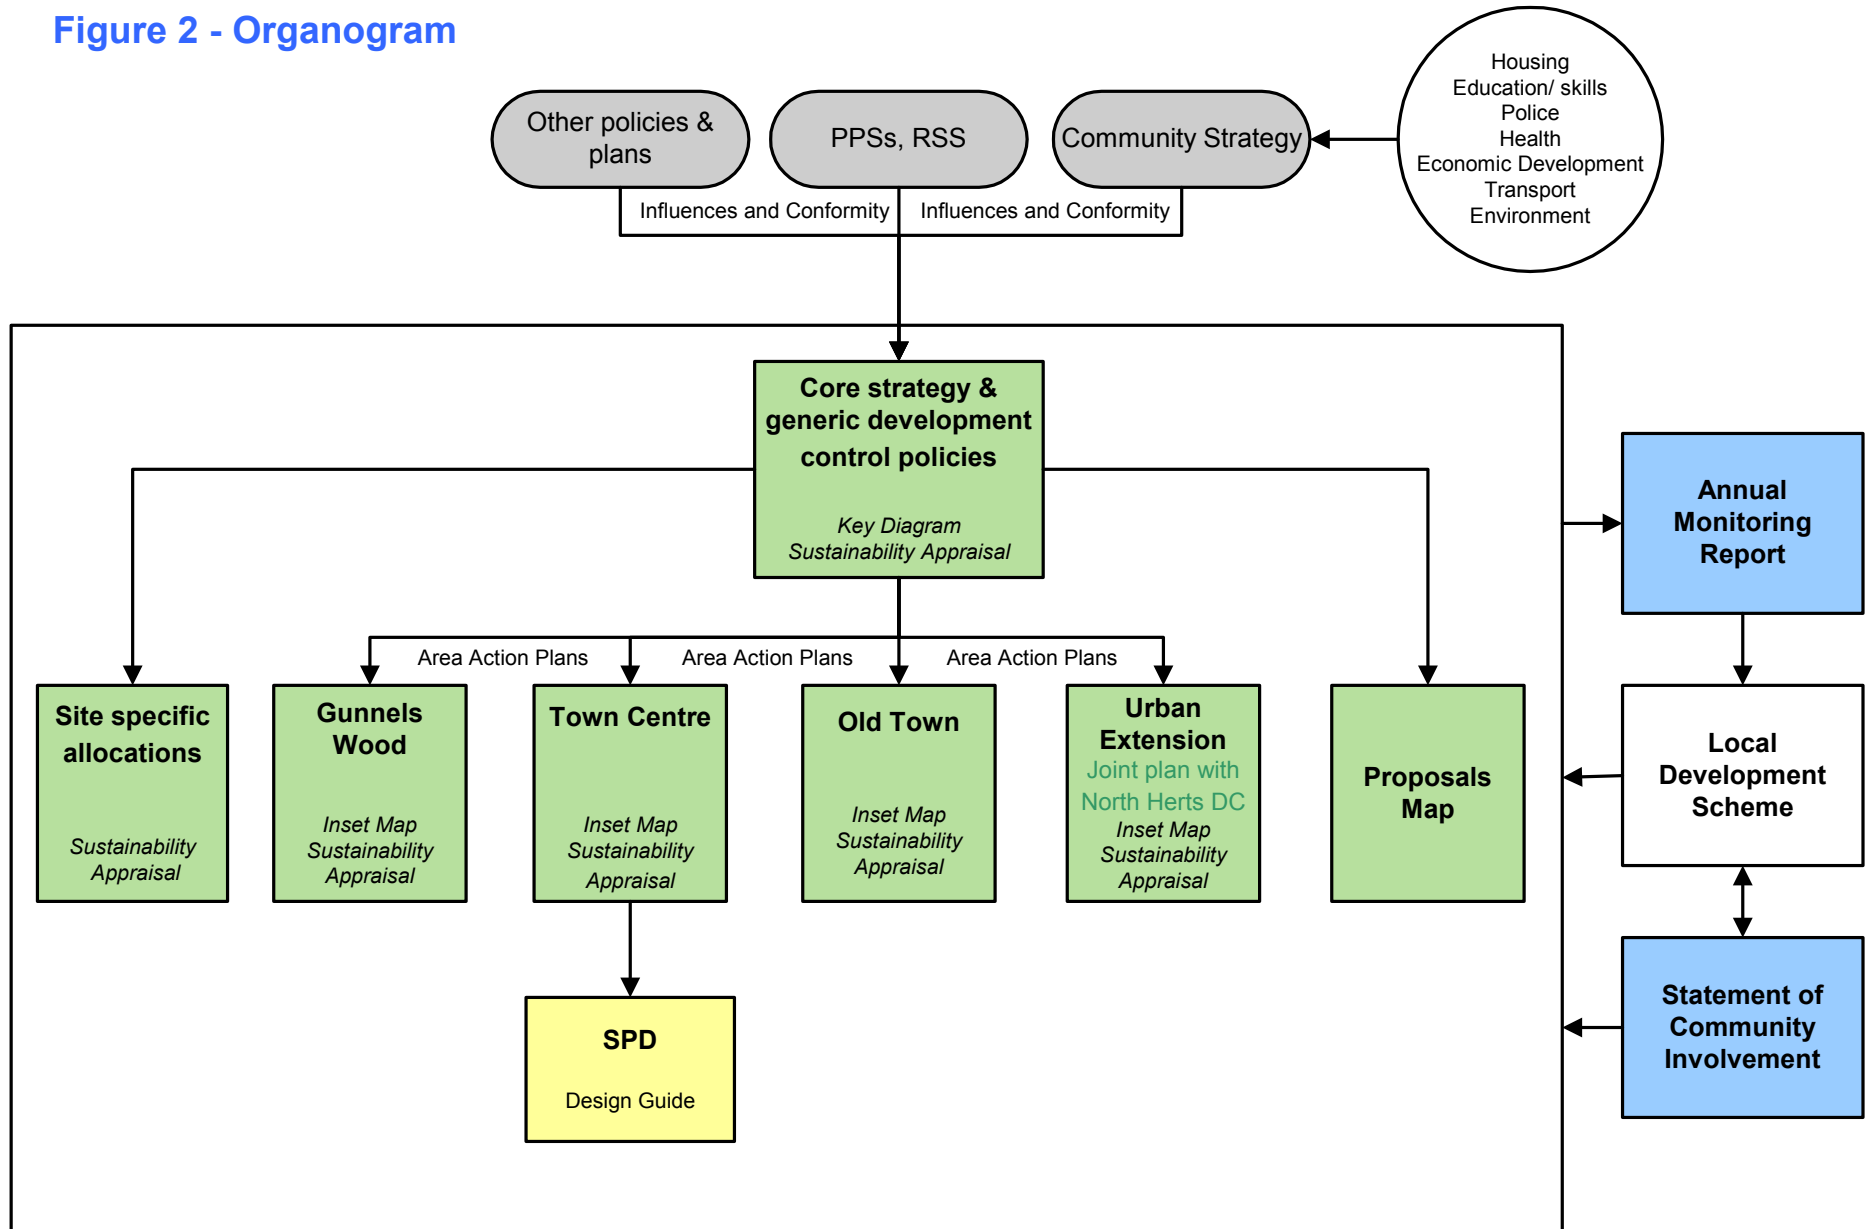 Figure 2 - Organogram
Housing
Education/ skills
Police
Health
Economic Development
Transport
Environment
Other policies &
plans
PPSs, RSS
Community Strategy
Influences and Conformity
Influences and Conformity
Core strategy &
generic development
control policies
Key Diagram
Sustainability Appraisal
Area Action Plans
Area Action Plans
Area Action Plans
Site specific
allocations
Sustainability
Appraisal
Gunnels
Wood
Inset Map
Sustainability
Appraisal
Town Centre
Inset Map
Sustainability
Appraisal
Old Town
Inset Map
Sustainability
Appraisal
Urban
Extension
Joint plan with
North Herts DC
Inset Map
Sustainability
Appraisal
Proposals
Map
SPD
Design Guide
Annual
Monitoring
Report
Local
Development
Scheme
Statement of
Community
Involvement